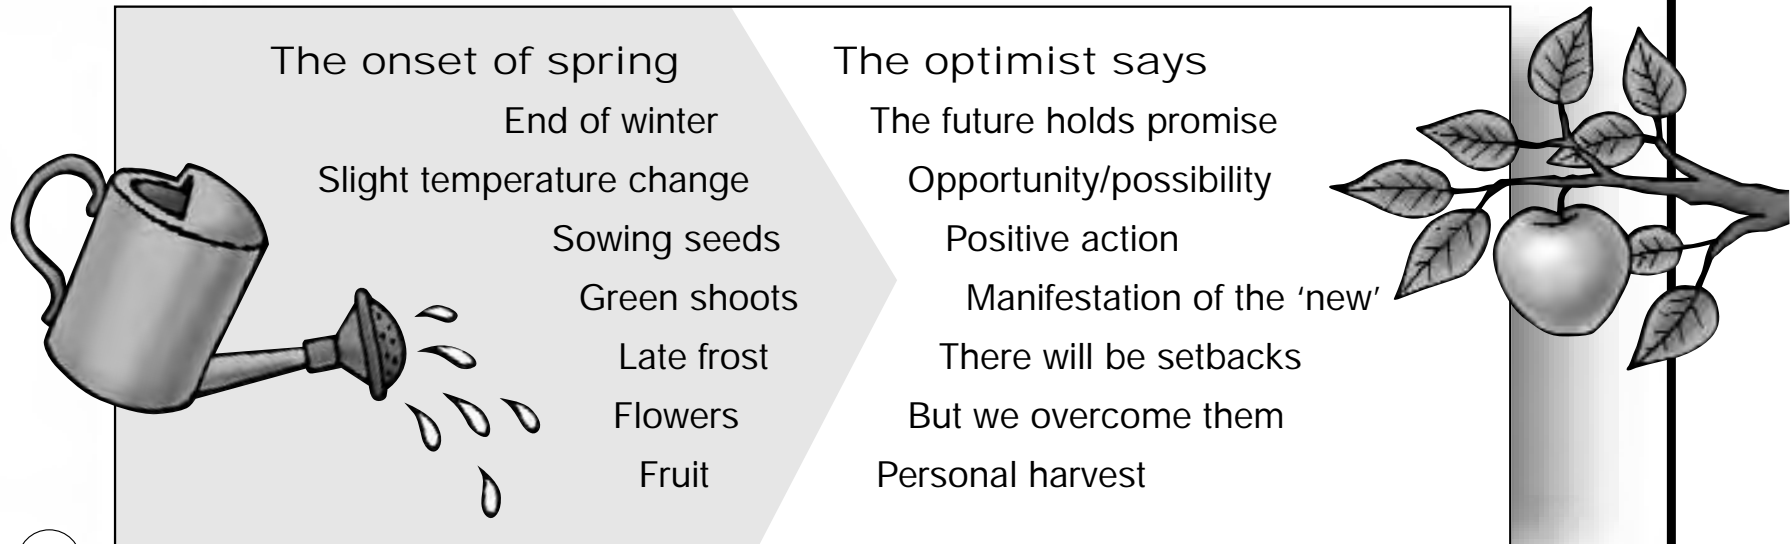 The onset of spring The optimist says
End of winter The future holds promise
Slight temperature change Opportunity/possibility
Sowing seeds Positive action
Green shoots Manifestation of the ‘new’
Late frost There will be setbacks
Flowers But we overcome them
Fruit Personal harvest